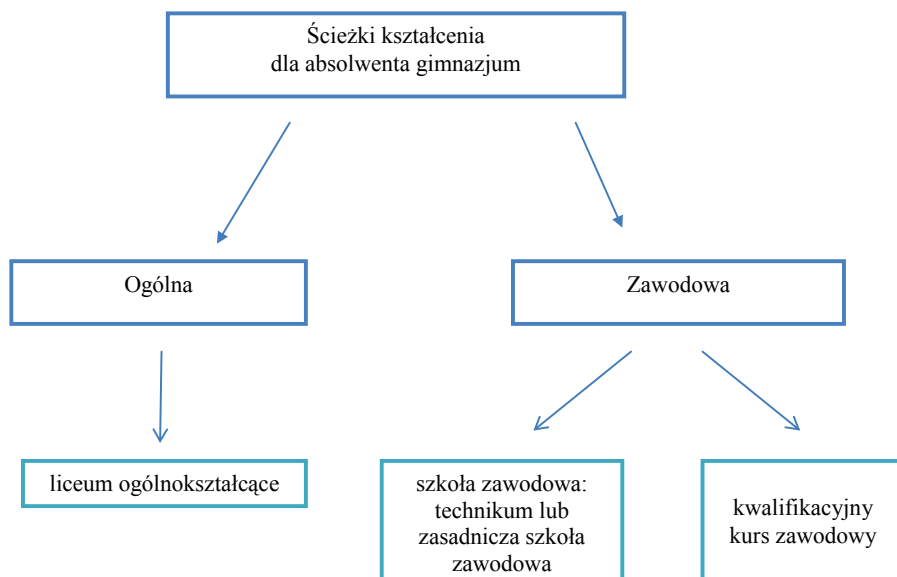 Ścieżki kształcenia
dla absolwenta gimnazjum
Ogólna
Zawodowa
liceum ogólnokształcące
szkoła zawodowa:
technikum lub
zasadnicza szkoła
zawodowa
kwalifikacyjny
kurs zawodowy